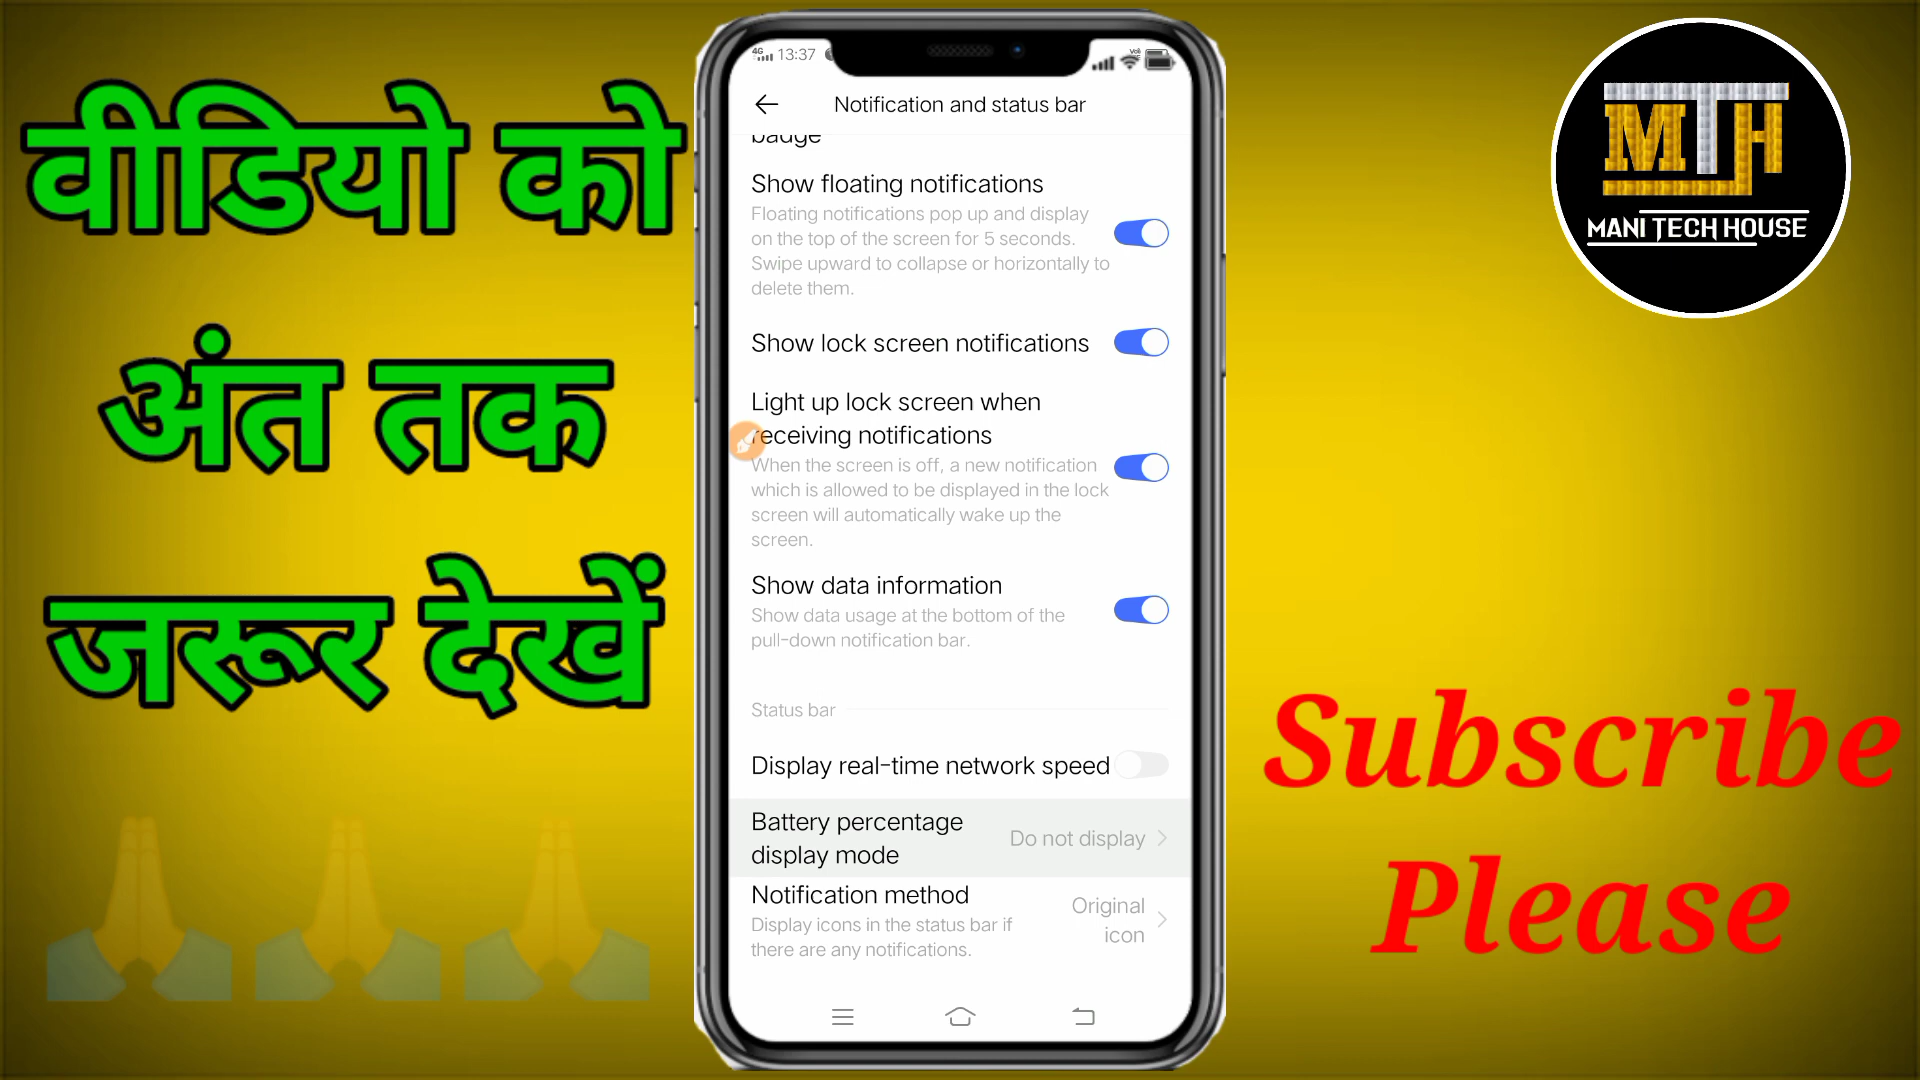 वीडियो को
अंत तक
जरूर देखें
4G 13:37
Notification and status bar
badge
Show floating notifications
Floating notifications pop up and display
on the top of the screen for 5 seconds.
Swipe upward to collapse or horizontally to
delete them.
Show lock screen notifications
Light up lock screen when
receiving notifications
When the screen is off, a new notification
which is allowed to be displayed in the lock
screen will automatically wake up the
screen.
Show data information
Show data usage at the bottom of the
pull-down notification bar.
Status bar
Display real-time network speed
Battery percentage
display mode
Do not display
Notification method
Display icons in the status bar if
there are any notifications.
Original
icon
MTH
MANI TECH HOUSE
Subscribe
Please